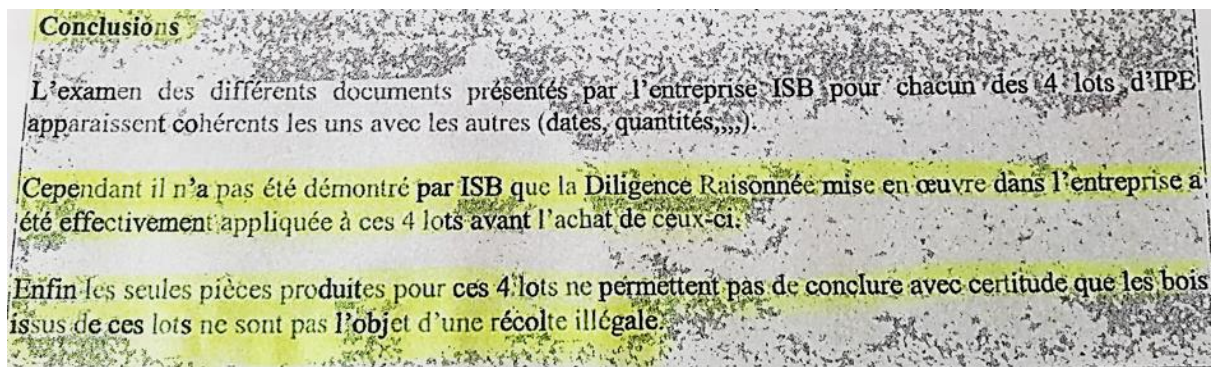 Conclusions
L'examen des différents documents présentés par l'entreprise ISB pour chacun des 4 lots d'IPE
apparaissent cohérents les uns avec les autres (dates, quantités,,,,).
Cependant il n'a pas été démontré par ISB que la Diligence Raisonnée mise en œuvre dans l'entreprise a
été effectivement appliquée à ces 4 lots avant l'achat de ceux-ci.
Enfin les seules pièces produites pour ces 4 lots ne permettent pas de conclure avec certitude que les bois
issus de ces lots ne sont pas l'objet d'une récolte illégale.